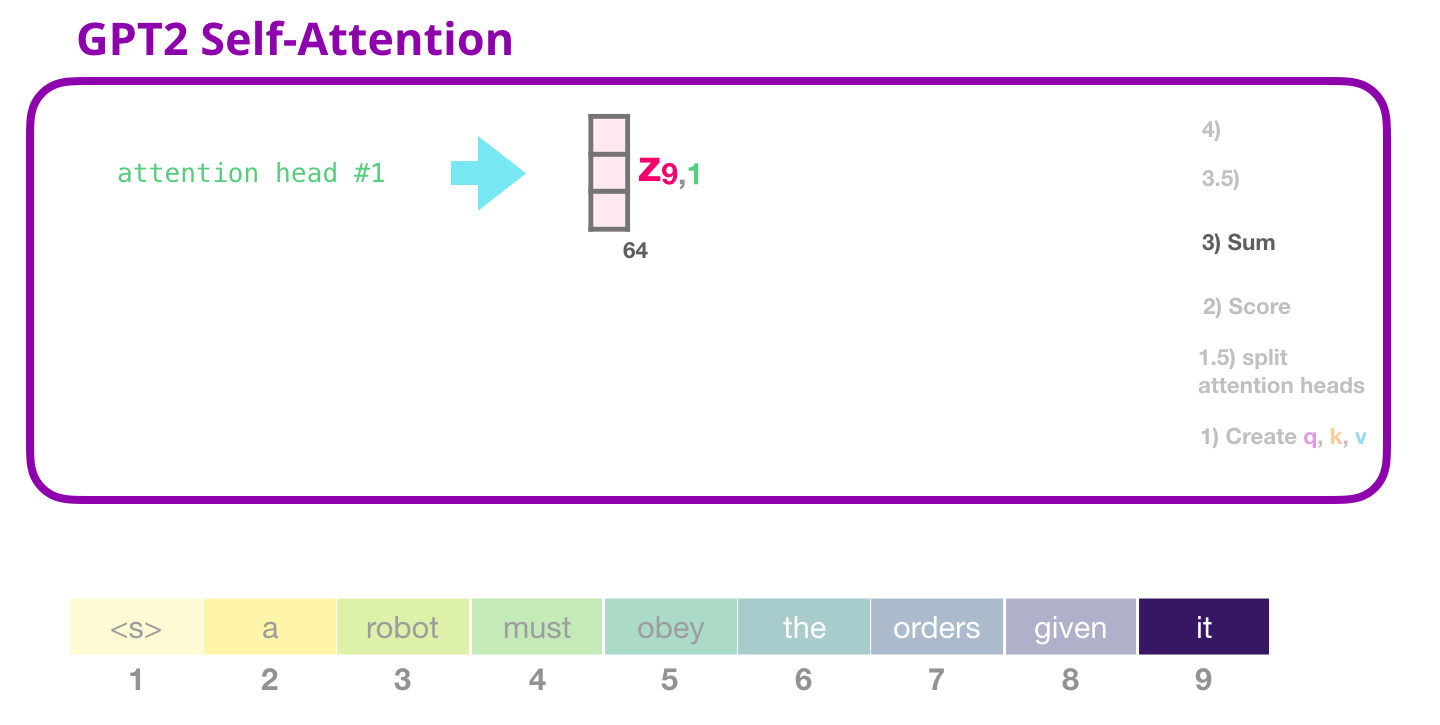 GPT2 Self-Attention
attention head #1
z9,1
64
4)
3.5)
3) Sum
2) Score
1.5) split
attention heads
1) Create q, k, v
<s> a robot must obey the orders given it
1 2 3 4 5 6 7 8 9